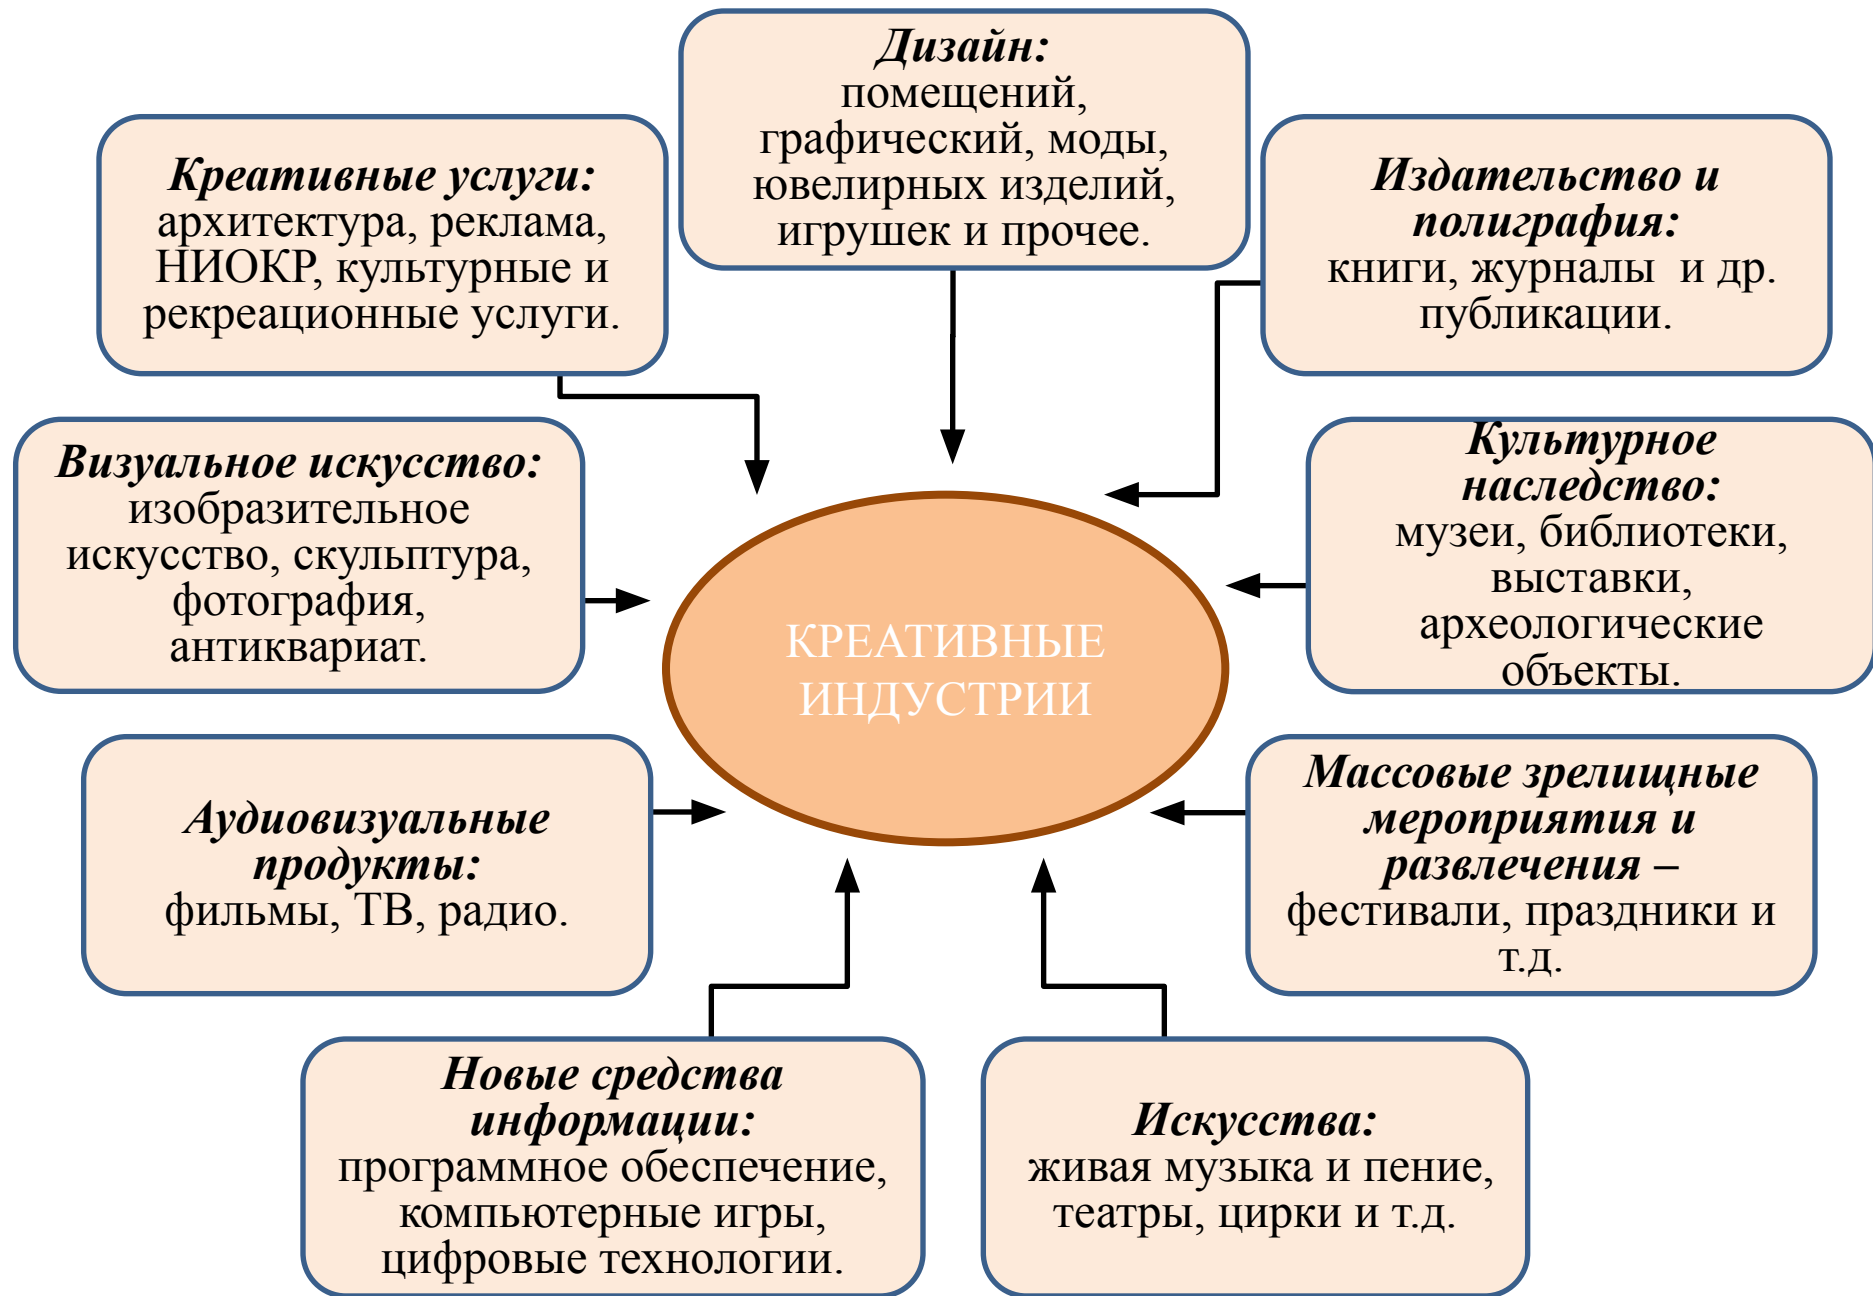 Дизайн:
помещений,
графический, моды,
ювелирных изделий,
игрушек и прочее.
Креативные услуги:
архитектура, реклама,
НИОКР, культурные и
рекреационные услуги.
Издательство и
полиграфия:
книги, журналы  и др.
публикации.
Визуальное искусство:
изобразительное
искусство, скульптура,
фотография,
антиквариат.
Культурное
наследство:
музеи, библиотеки,
выставки,
археологические
объекты.
КРЕАТИВНЫЕ
ИНДУСТРИИ
Аудиовизуальные
продукты:
фильмы, ТВ, радио.
Массовые зрелищные
мероприятия и
развлечения –
фестивали, праздники и
т.д.
Новые средства
информации:
программное обеспечение,
компьютерные игры,
цифровые технологии.
Искусства:
живая музыка и пение,
театры, цирки и т.д.